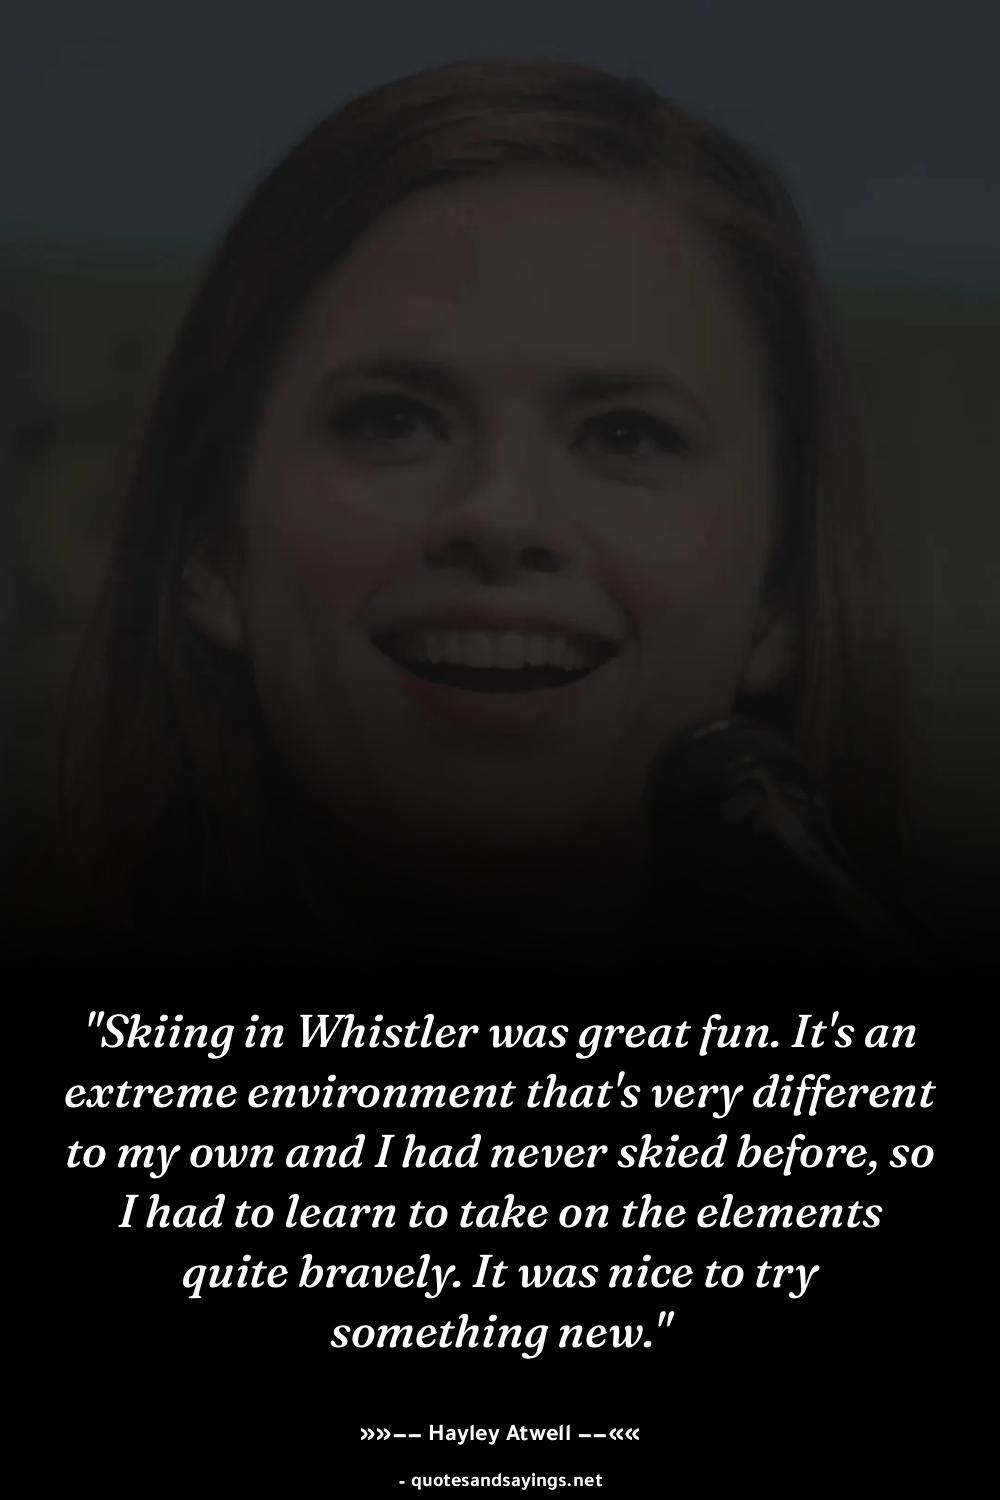 "Skiing in Whistler was great fun. It's an
extreme environment that's very different
to my own and I had never skied before, so
I had to learn to take on the elements
quite bravely. It was nice to try
something new."
»»−− Hayley Atwell −−««
- quotesandsayings.net